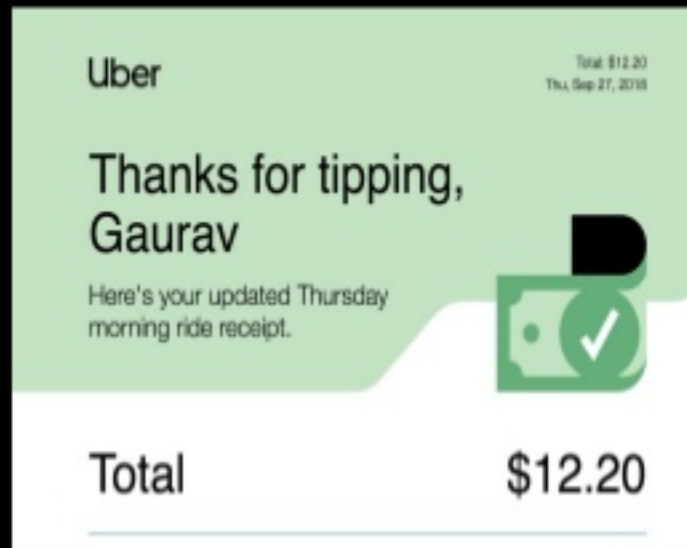 Uber
Total: $12.20
Thu, Sep 27, 2018
Thanks for tipping,
Gaurav
Here's your updated Thursday
morning ride receipt.
Total
$12.20